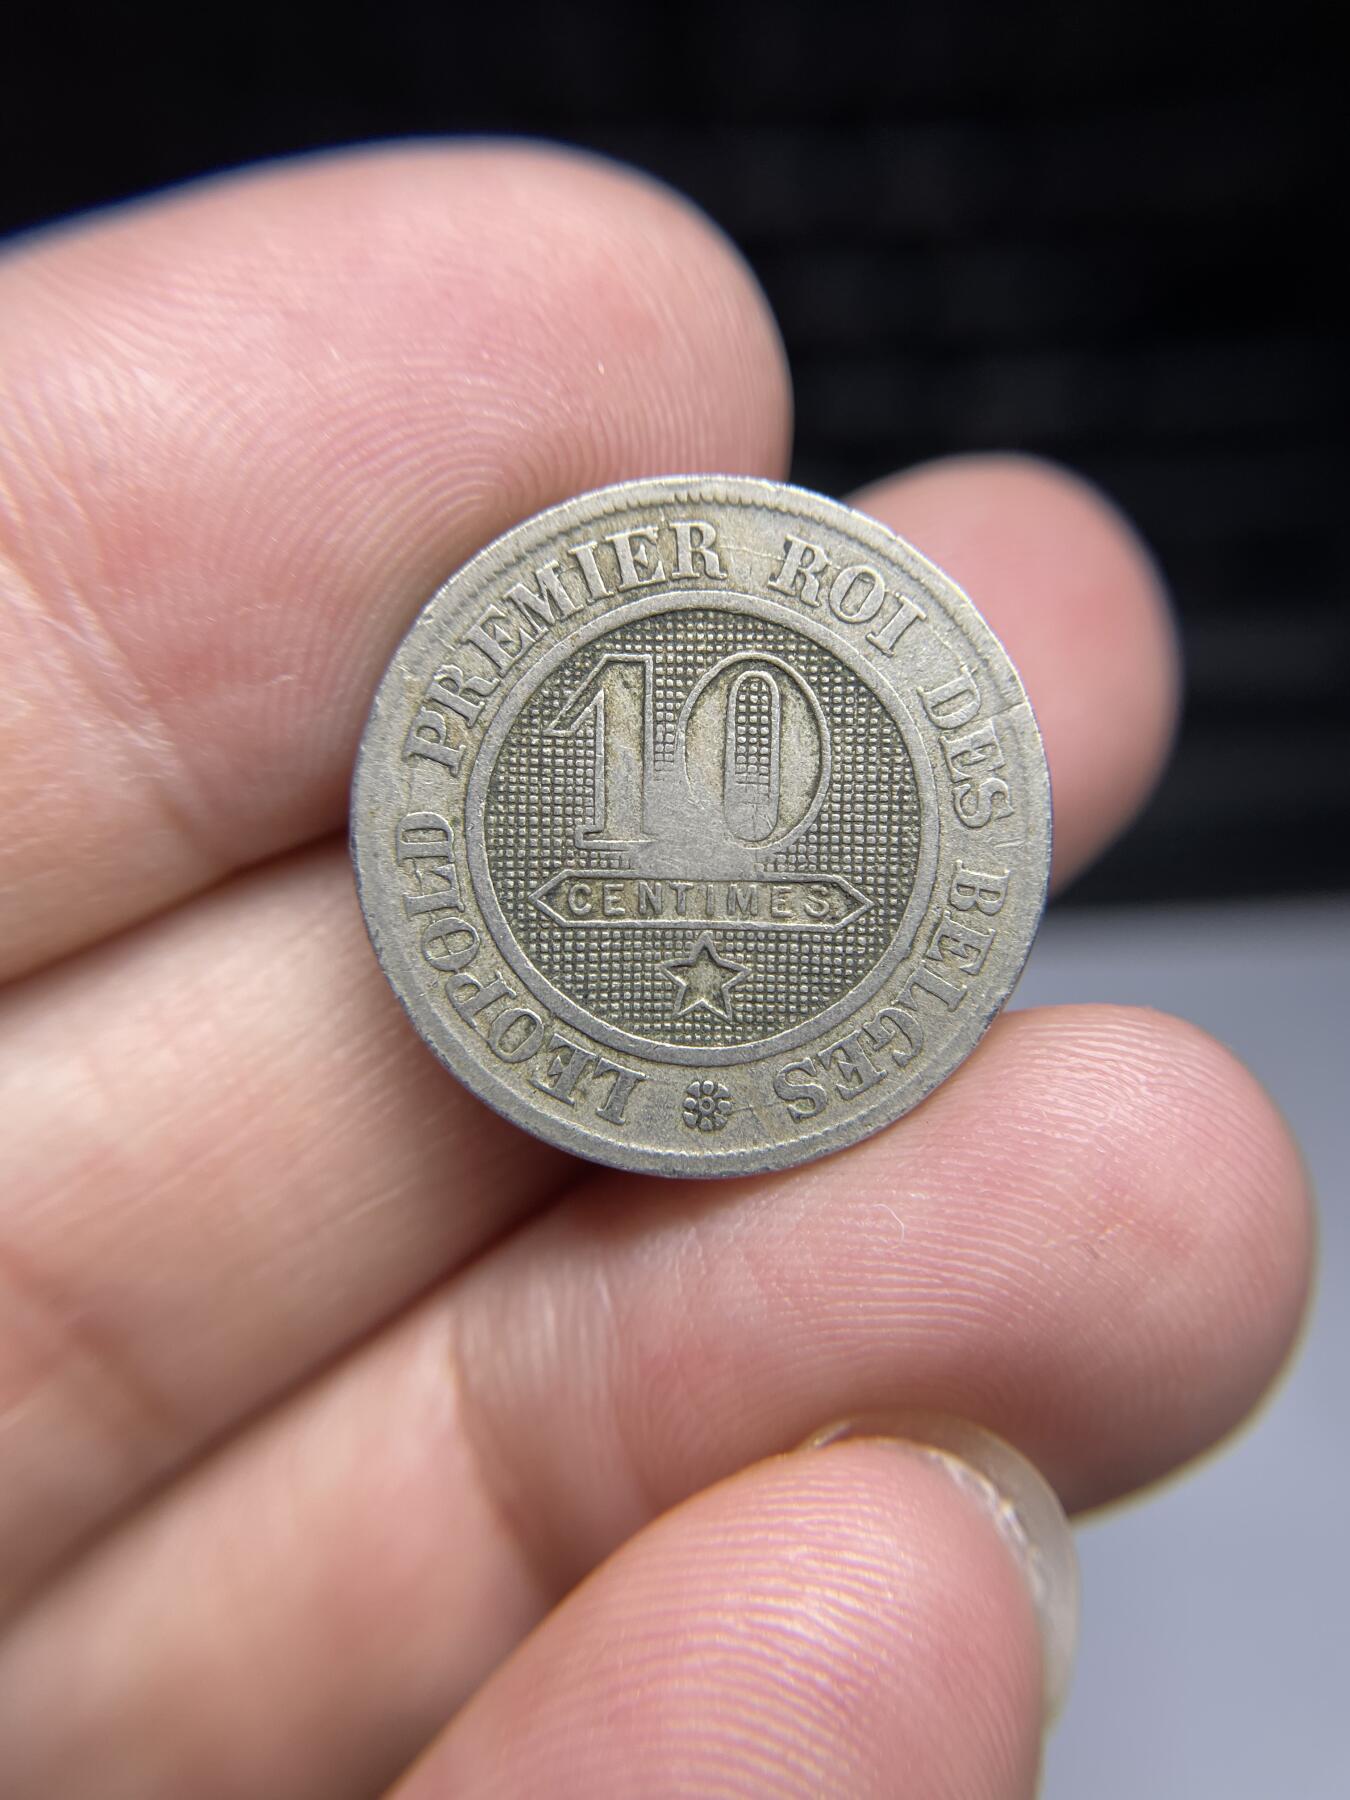 LEOPOLD PREMIER ROI DES BELGES
10
CENTIMES